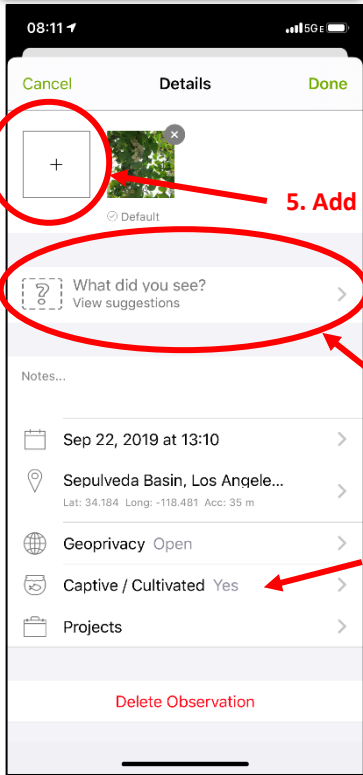 08:11 5GE
Cancel Details Done
+
Default
5. Add
What did you see?
View suggestions
Notes...
Sep 22, 2019 at 13:10
Sepulveda Basin, Los Angele...
Lat: 34.184 Long: -118.481 Acc: 35 m
Geoprivacy Open
Captive / Cultivated Yes
Projects
Delete Observation